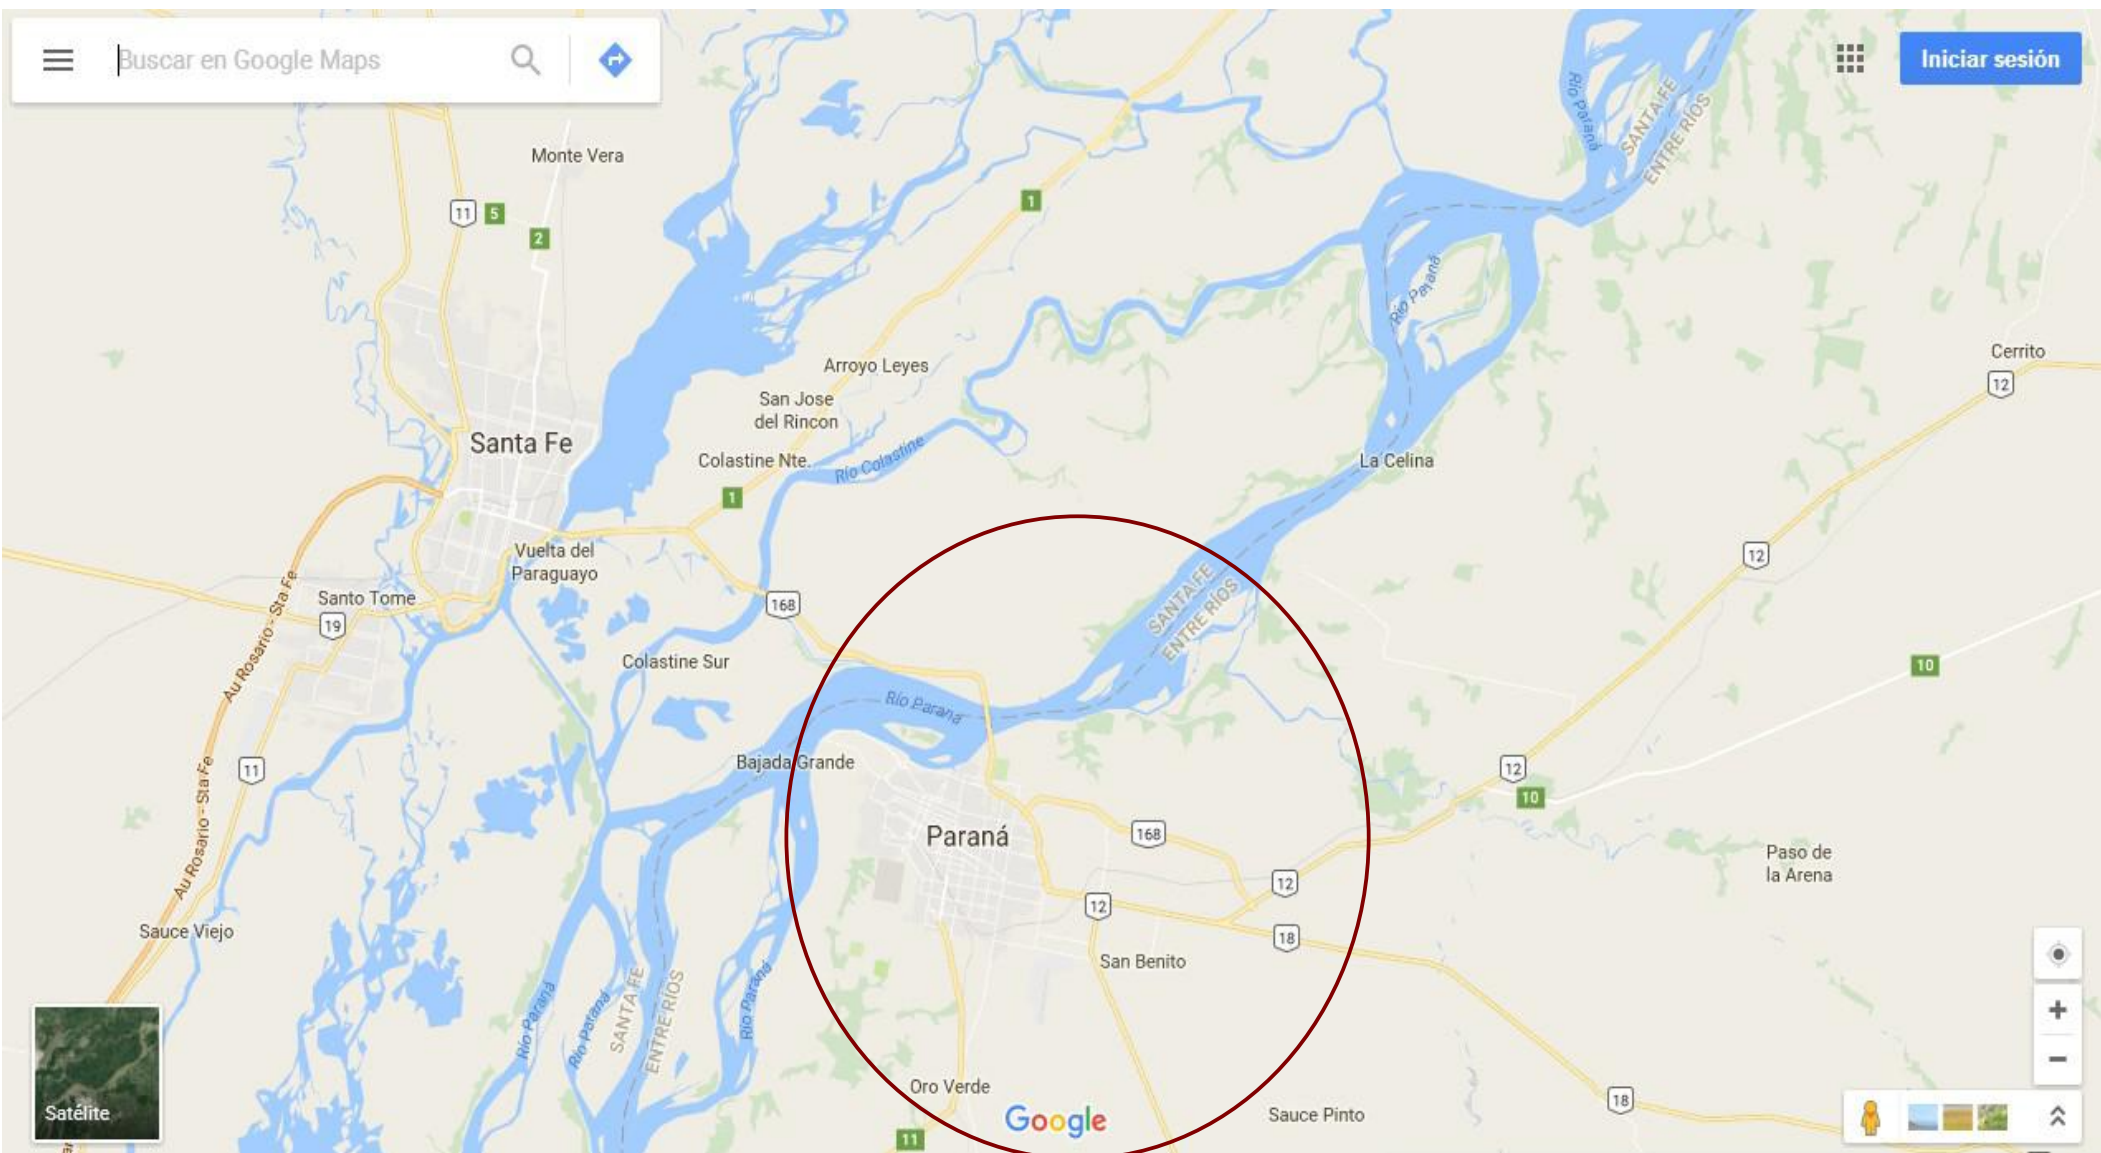 Buscar en Google Maps
Iniciar sesión
Río Paraná
SANTA FE
ENTRE RÍOS
Monte Vera
11
5
2
1
Río Paraná
Cerrito
12
Arroyo Leyes
San Jose
del Rincon
Santa Fe
Colastine Nte.
Río Colastine
La Celina
1
Vuelta del
Paraguayo
12
Au Rosario - Sta Fe
Santo Tome
19
168
SANTA FE
ENTRE RÍOS
Colastine Sur
10
Río Paraná
Bajada Grande
11
12
10
Au Rosario - Sta Fe
Paraná
168
Paso de
la Arena
12
12
18
Sauce Viejo
San Benito
Río Paraná
Río Paraná
SANTA FE
ENTRE RÍOS
Río Paraná
Oro Verde
Google
Sauce Pinto
18
11
Satélite